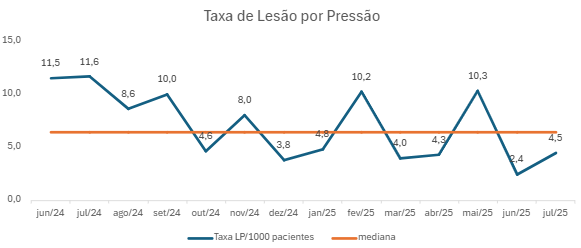 Taxa de Lesão por Pressão
15,0
10,0
5,0
0,0
11,5 11,6 8,6 10,0 4,6 8,0 3,8 4,8 10,2 4,0 4,3 10,3 2,4 4,5
jun/24 jul/24 ago/24 set/24 out/24 nov/24 dez/24 jan/25 fev/25 mar/25 abr/25 mai/25 jun/25 jul/25
Taxa LP/1000 pacientes mediana